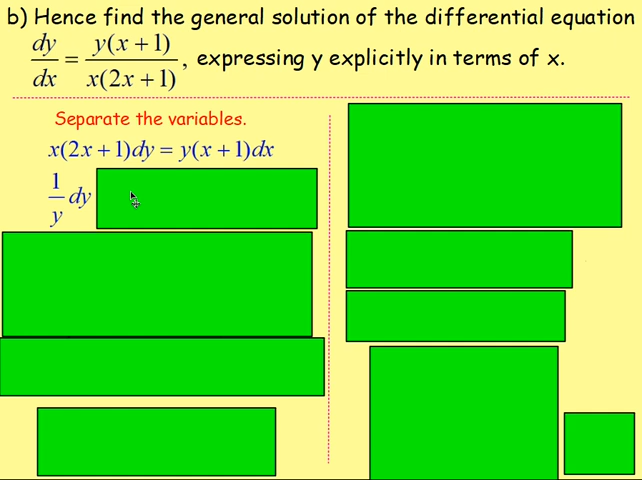 b) Hence find the general solution of the differential equation
dy/dx = y(x + 1)/x(2x + 1), expressing y explicitly in terms of x.
Separate the variables.
x(2x + 1)dy = y(x + 1)dx
1/y dy